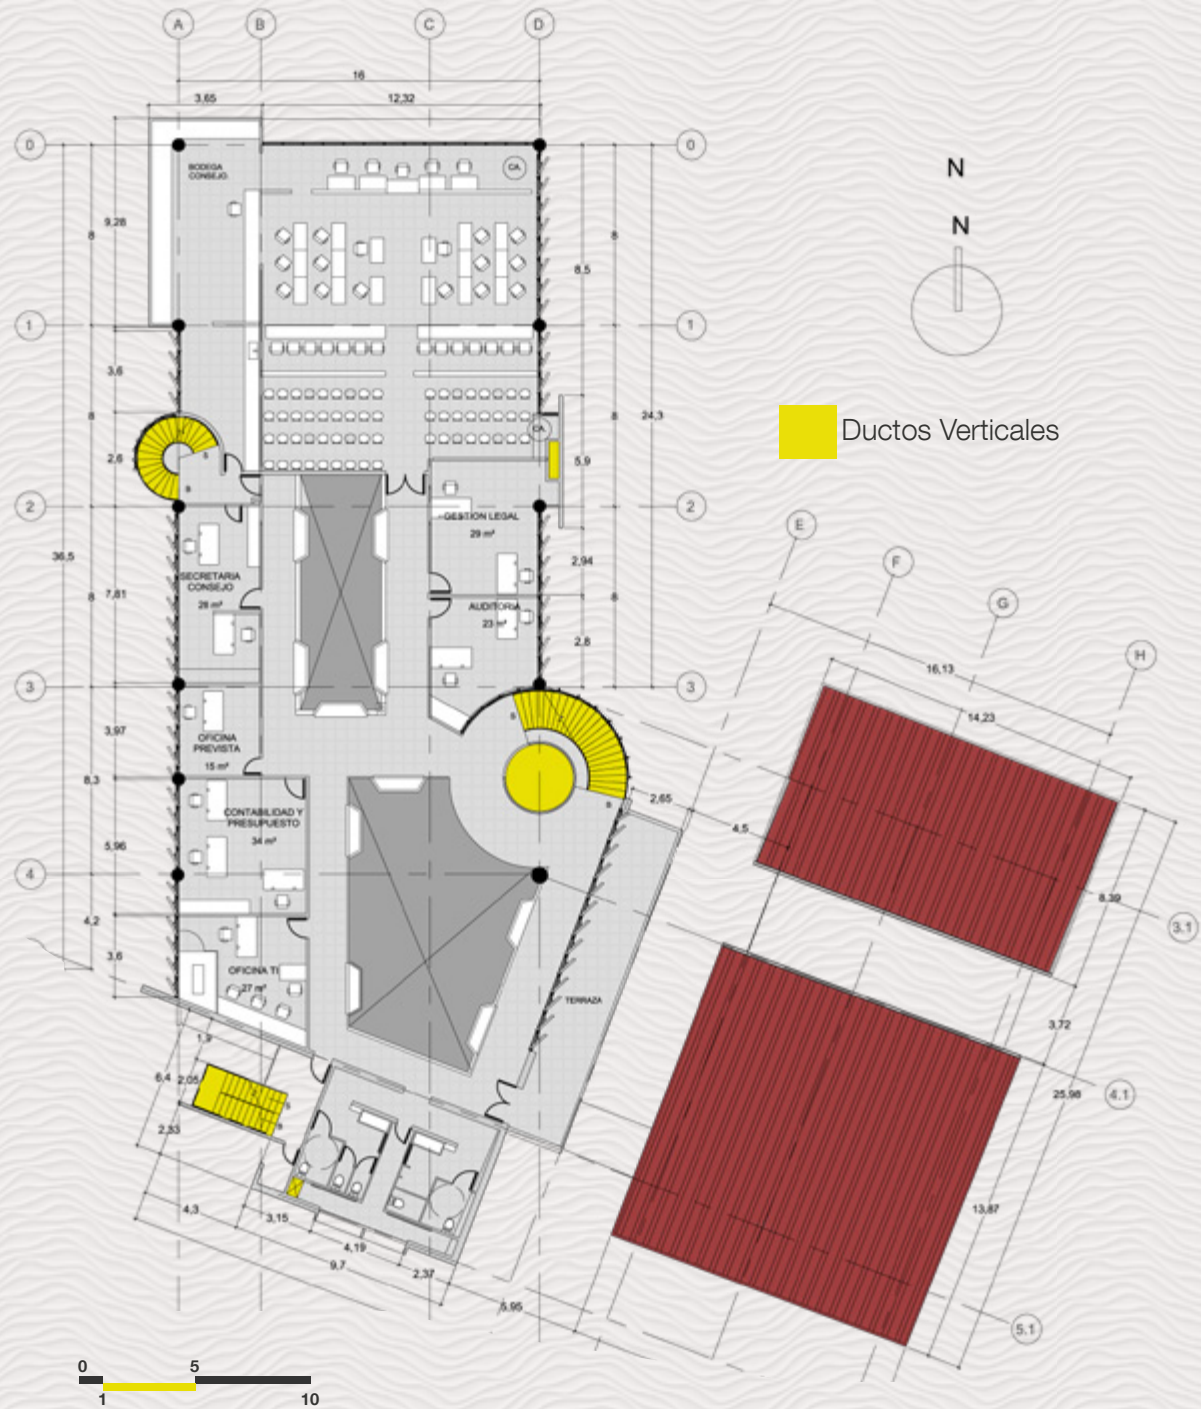 A B C D
16
3,65 12,32
0 0
BODEGA
CONSEJO.
CA.
N
N
9,28
8 8
8,5
1 1
3,6
8 8 24,3
CA.
Ductos Verticales
2,6
S
B
5,9
2 2
GESTION LEGAL
29 m²
E
36,5
F
SECRETARIA
CONSEJO
28 m²
8 7,81
2,94
8
AUDITORIA
23 m²
G
2,8
H
16,13
3 3
S
14,23
3,97
OFICINA
PREVISTA
15 m²
8,3
B
2,65
4,5
CONTABILIDAD Y
PRESUPUESTO
34 m²
5,96
4
8,39
3.1
4,2
3,6
OFICINA TI
27 m²
TERRAZA
3,72
1,9
6,4 2,05
S
B
25,98
4.1
2,33
4,3
3,15
4,19
9,7
2,37
13,87
5,95
5.1
0 5
1 10